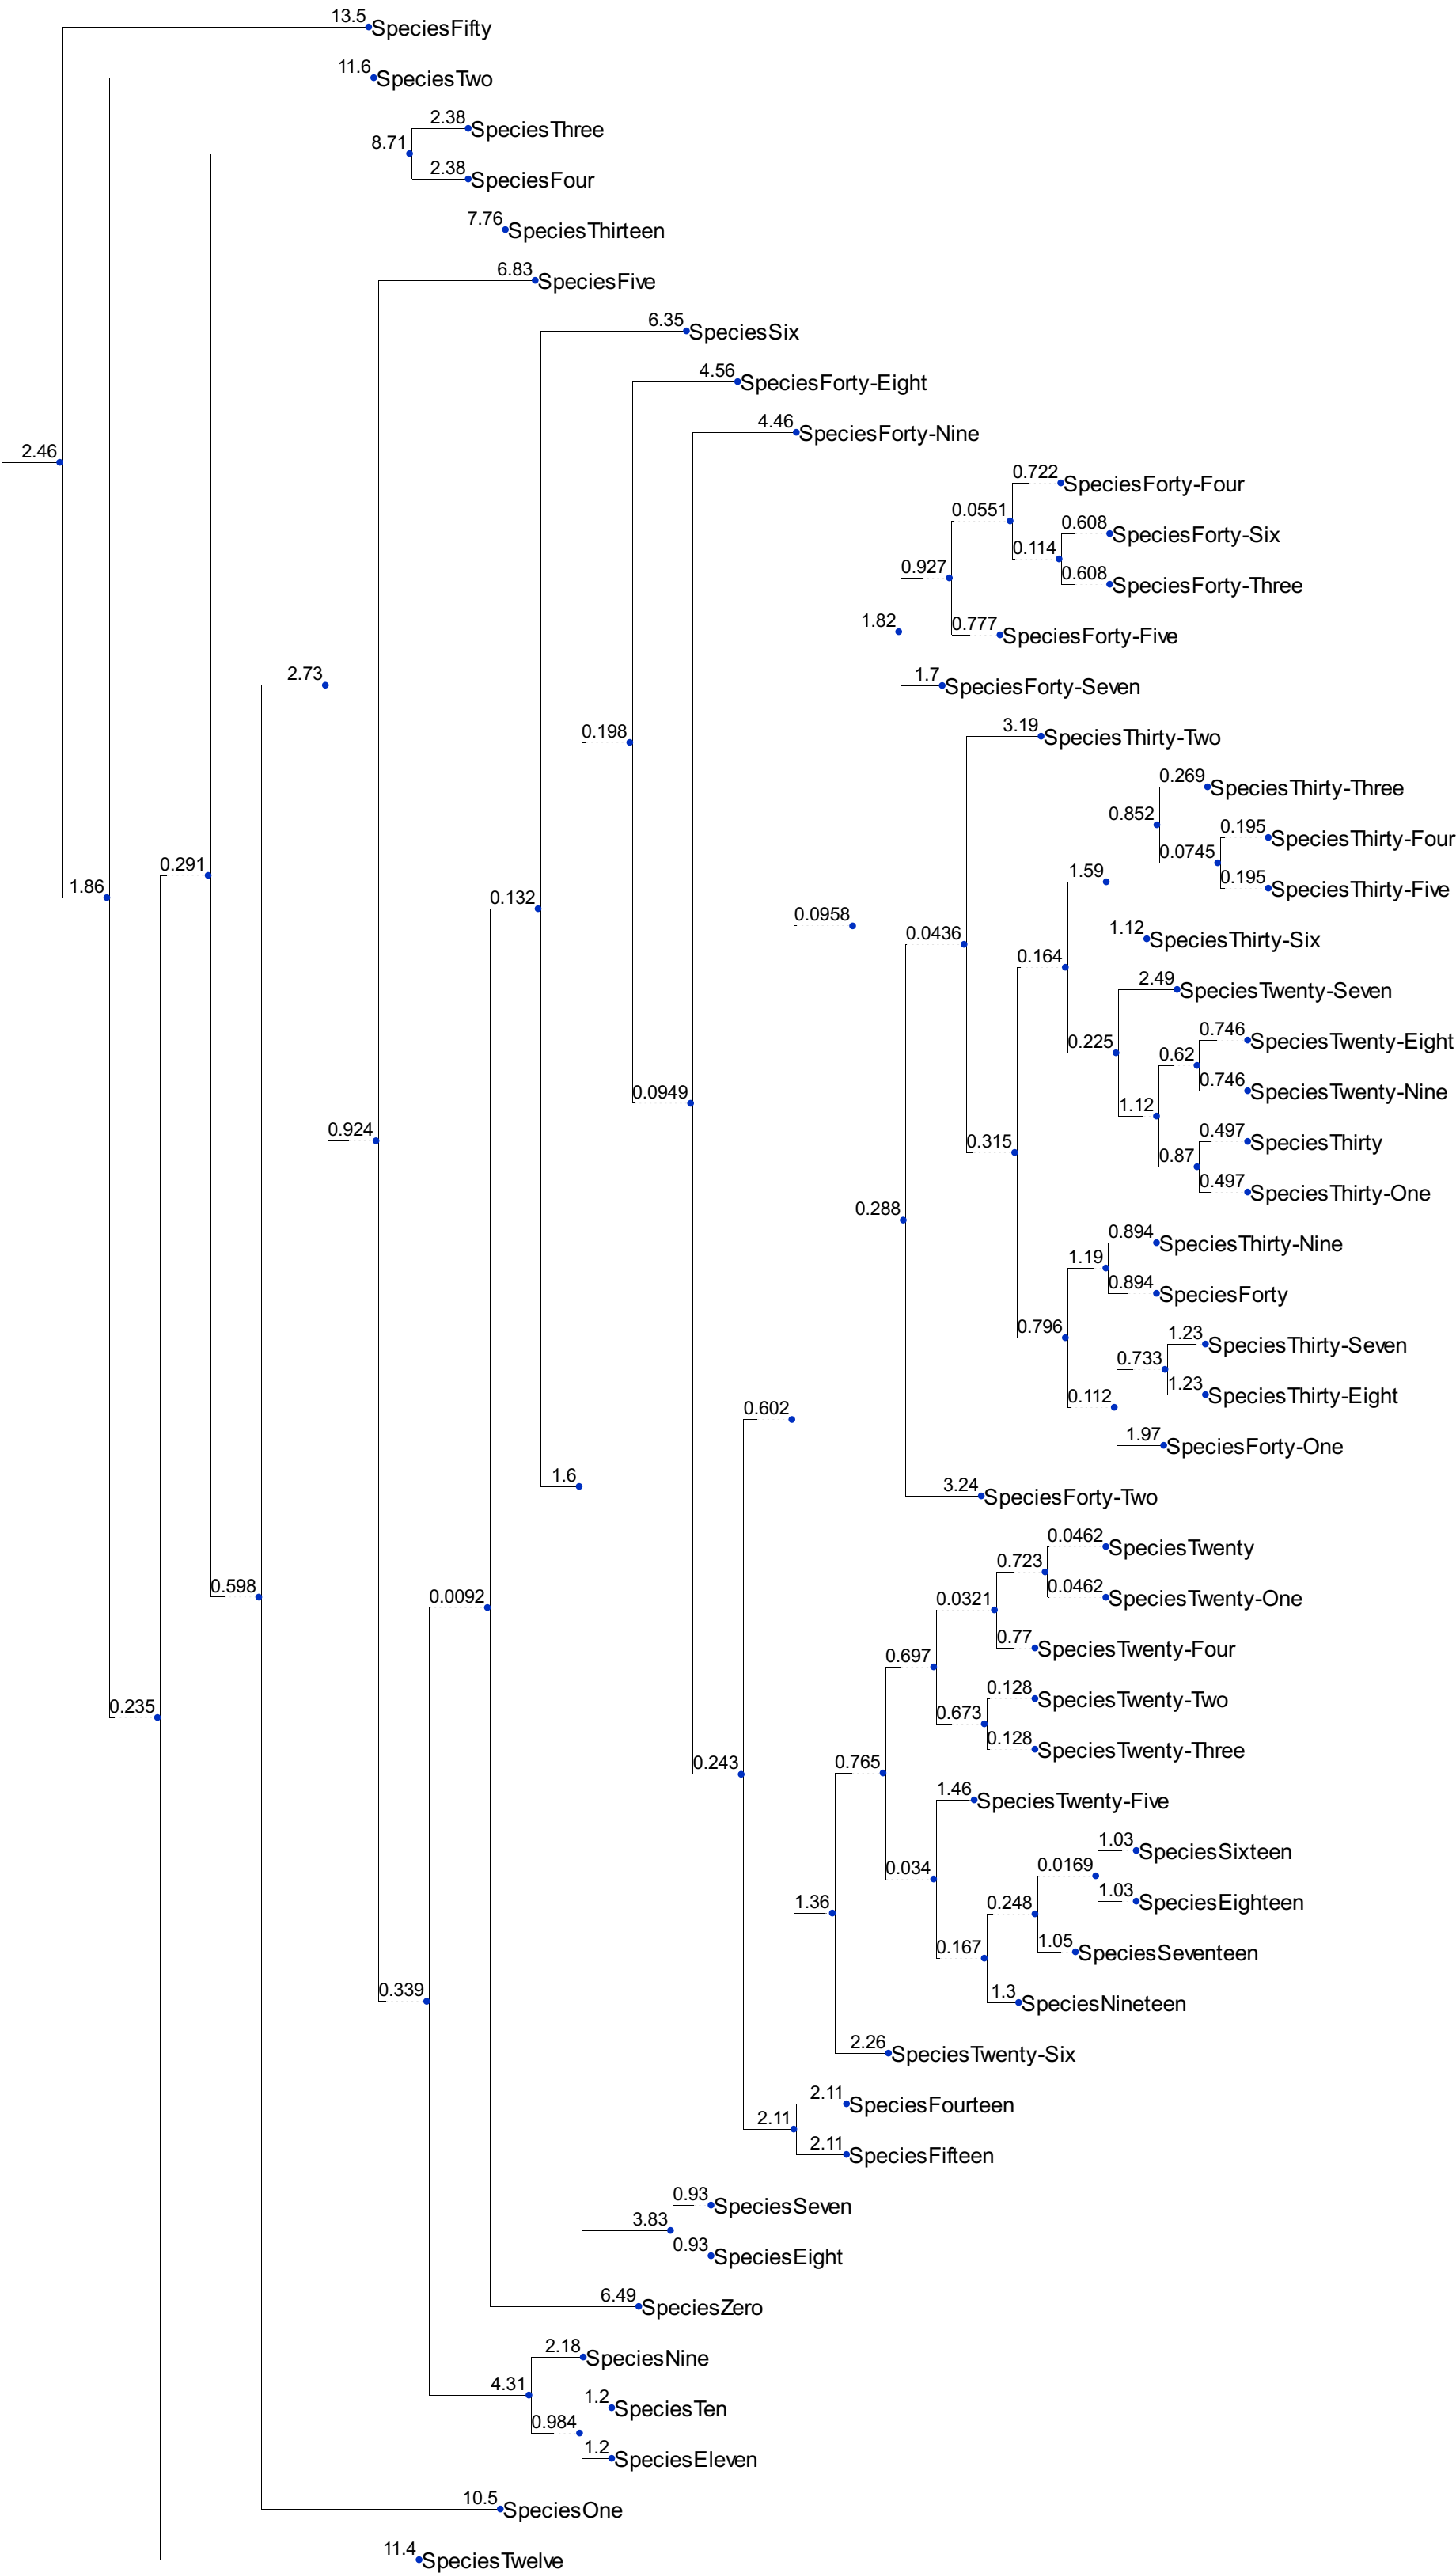 13.5 SpeciesFifty
11.6 SpeciesTwo
2.38 SpeciesThree
8.71
2.38 SpeciesFour
7.76 SpeciesThirteen
6.83 SpeciesFive
6.35 SpeciesSix
4.56 SpeciesForty-Eight
4.46 SpeciesForty-Nine
2.46
0.722 SpeciesForty-Four
0.0551
0.608 SpeciesForty-Six
0.114
0.927
0.608 SpeciesForty-Three
1.82
0.777 SpeciesForty-Five
1.7 SpeciesForty-Seven
2.73
3.19 SpeciesThirty-Two
0.198
0.269 SpeciesThirty-Three
0.852
0.195 SpeciesThirty-Four
0.0745
1.59
0.291
0.195 SpeciesThirty-Five
1.86
0.132
0.0958
1.12 SpeciesThirty-Six
0.0436
0.164
2.49 SpeciesTwenty-Seven
0.746 SpeciesTwenty-Eight
0.225
0.62
0.746 SpeciesTwenty-Nine
0.0949
1.12
0.924
0.497 SpeciesThirty
0.315
0.87
0.497 SpeciesThirty-One
0.288
0.894 SpeciesThirty-Nine
1.19
0.894 SpeciesForty
0.796
1.23 SpeciesThirty-Seven
0.733
1.23 SpeciesThirty-Eight
0.112
0.602
1.97 SpeciesForty-One
1.6
3.24 SpeciesForty-Two
0.0462 SpeciesTwenty
0.723
0.598
0.0462 SpeciesTwenty-One
0.0092
0.0321
0.77 SpeciesTwenty-Four
0.697
0.128 SpeciesTwenty-Two
0.235
0.673
0.128 SpeciesTwenty-Three
0.243
0.765
1.46 SpeciesTwenty-Five
1.03 SpeciesSixteen
0.034
0.0169
1.03 SpeciesEighteen
1.36
0.248
1.05 SpeciesSeventeen
0.167
0.339
1.3 SpeciesNineteen
2.26 SpeciesTwenty-Six
2.11 SpeciesFourteen
2.11
2.11 SpeciesFifteen
0.93 SpeciesSeven
3.83
0.93 SpeciesEight
6.49 SpeciesZero
2.18 SpeciesNine
4.31
1.2 SpeciesTen
0.984
1.2 SpeciesEleven
10.5 SpeciesOne
11.4 SpeciesTwelve